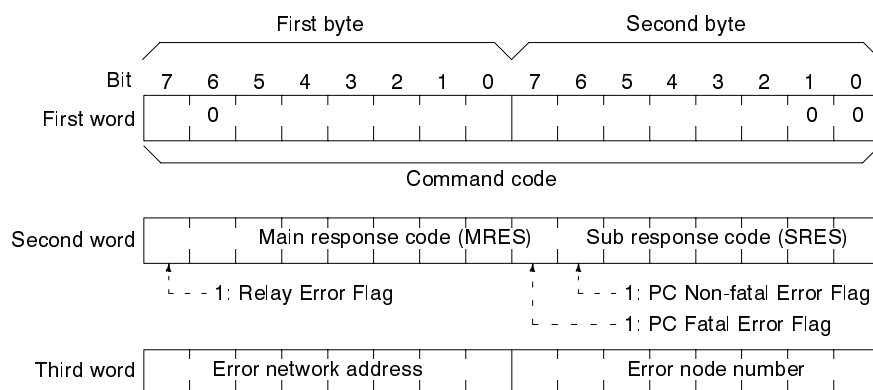 First byte Second byte
Bit 7 6 5 4 3 2 1 0 7 6 5 4 3 2 1 0
First word 0 0 0
Command code
Second word Main response code (MRES) Sub response code (SRES)
1: Relay Error Flag 1: PC Non-fatal Error Flag
1: PC Fatal Error Flag
Third word Error network address Error node number